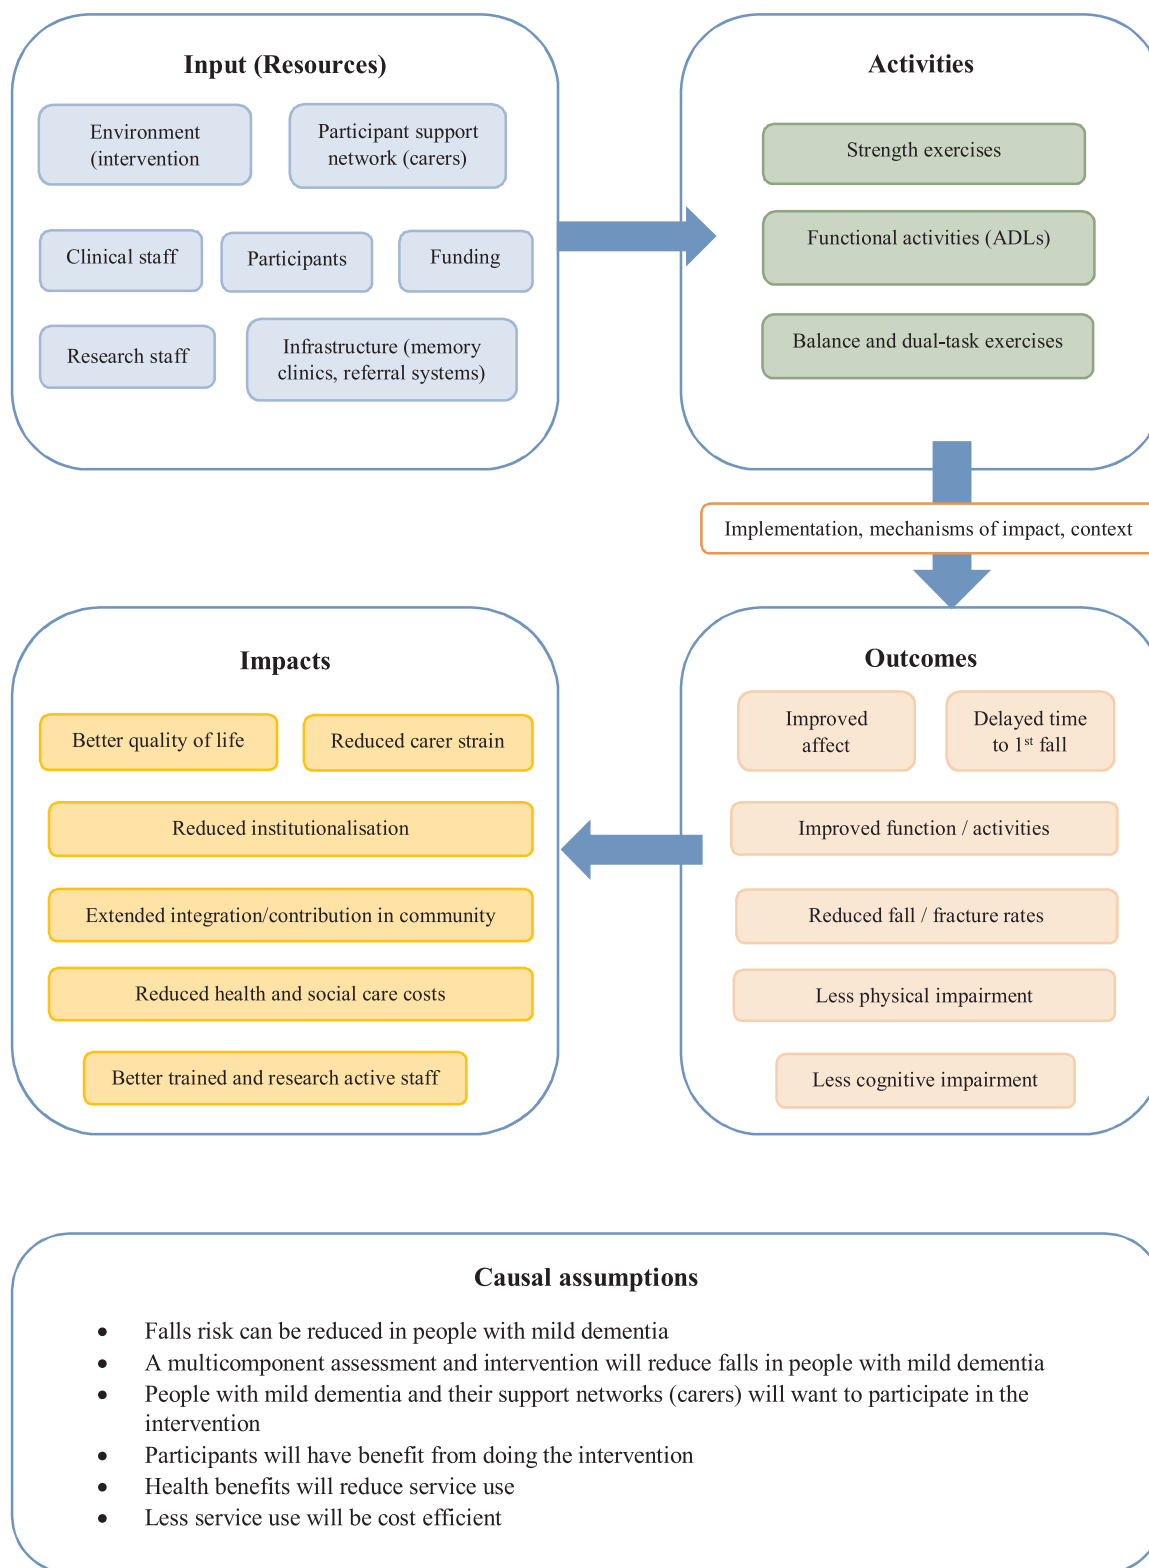 Input (Resources)
Environment
(intervention
Participant support
network (carers)
Clinical staff
Participants
Funding
Research staff
Infrastructure (memory
clinics, referral systems)
Activities
Strength exercises
Functional activities (ADLs)
Balance and dual-task exercises
Implementation, mechanisms of impact, context
Outcomes
Improved
affect
Delayed time
to 1st fall
Improved function / activities
Reduced fall / fracture rates
Less physical impairment
Less cognitive impairment
Impacts
Better quality of life
Reduced carer strain
Reduced institutionalisation
Extended integration/contribution in community
Reduced health and social care costs
Better trained and research active staff
Causal assumptions
• Falls risk can be reduced in people with mild dementia
• A multicomponent assessment and intervention will reduce falls in people with mild dementia
• People with mild dementia and their support networks (carers) will want to participate in the
intervention
• Participants will have benefit from doing the intervention
• Health benefits will reduce service use
• Less service use will be cost efficient